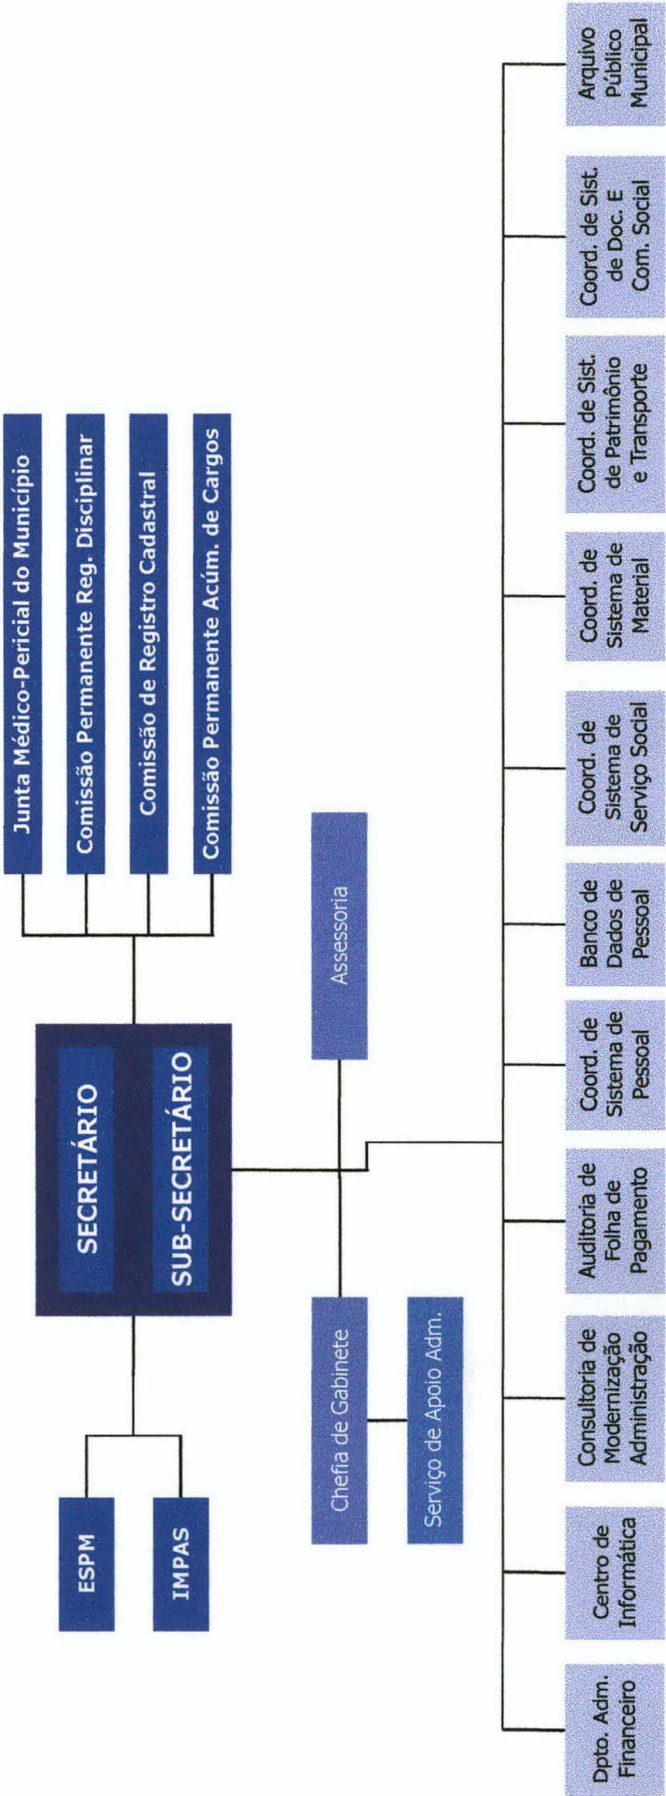 SECRETÁRIO
SUB-SECRETÁRIO
ESPM
IMPAS
Junta Médico-Pericial do Município
Comissão Permanente Reg. Disciplinar
Comissão de Registro Cadastral
Comissão Permanente Acúm. de Cargos
Chefia de Gabinete
Assessoria
Serviço de Apoio Adm.
Dpto. Adm.
Financeiro
Centro de
Informática
Consultoria de
Modernização
Administração
Auditoria de
Folha de
Pagamento
Coord. de
Sistema de
Pessoal
Banco de
Dados de
Pessoal
Coord. de
Sistema de
Serviço Social
Coord. de
Sistema de
Material
Coord. de Sist.
de Patrimônio
e Transporte
Coord. de Sist.
de Doc. E
Com. Social
Arquivo
Público
Municipal